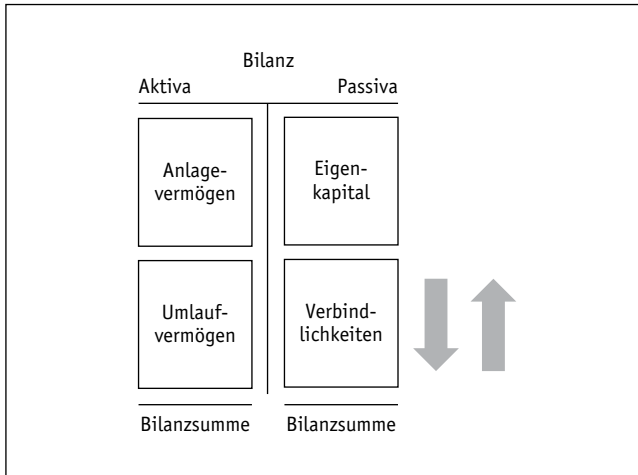 Bilanz
Aktiva Passiva
Anlage-
vermögen
Eigen-
kapital
Umlauf-
vermögen
Verbind-
lichkeiten
Bilanzsumme Bilanzsumme